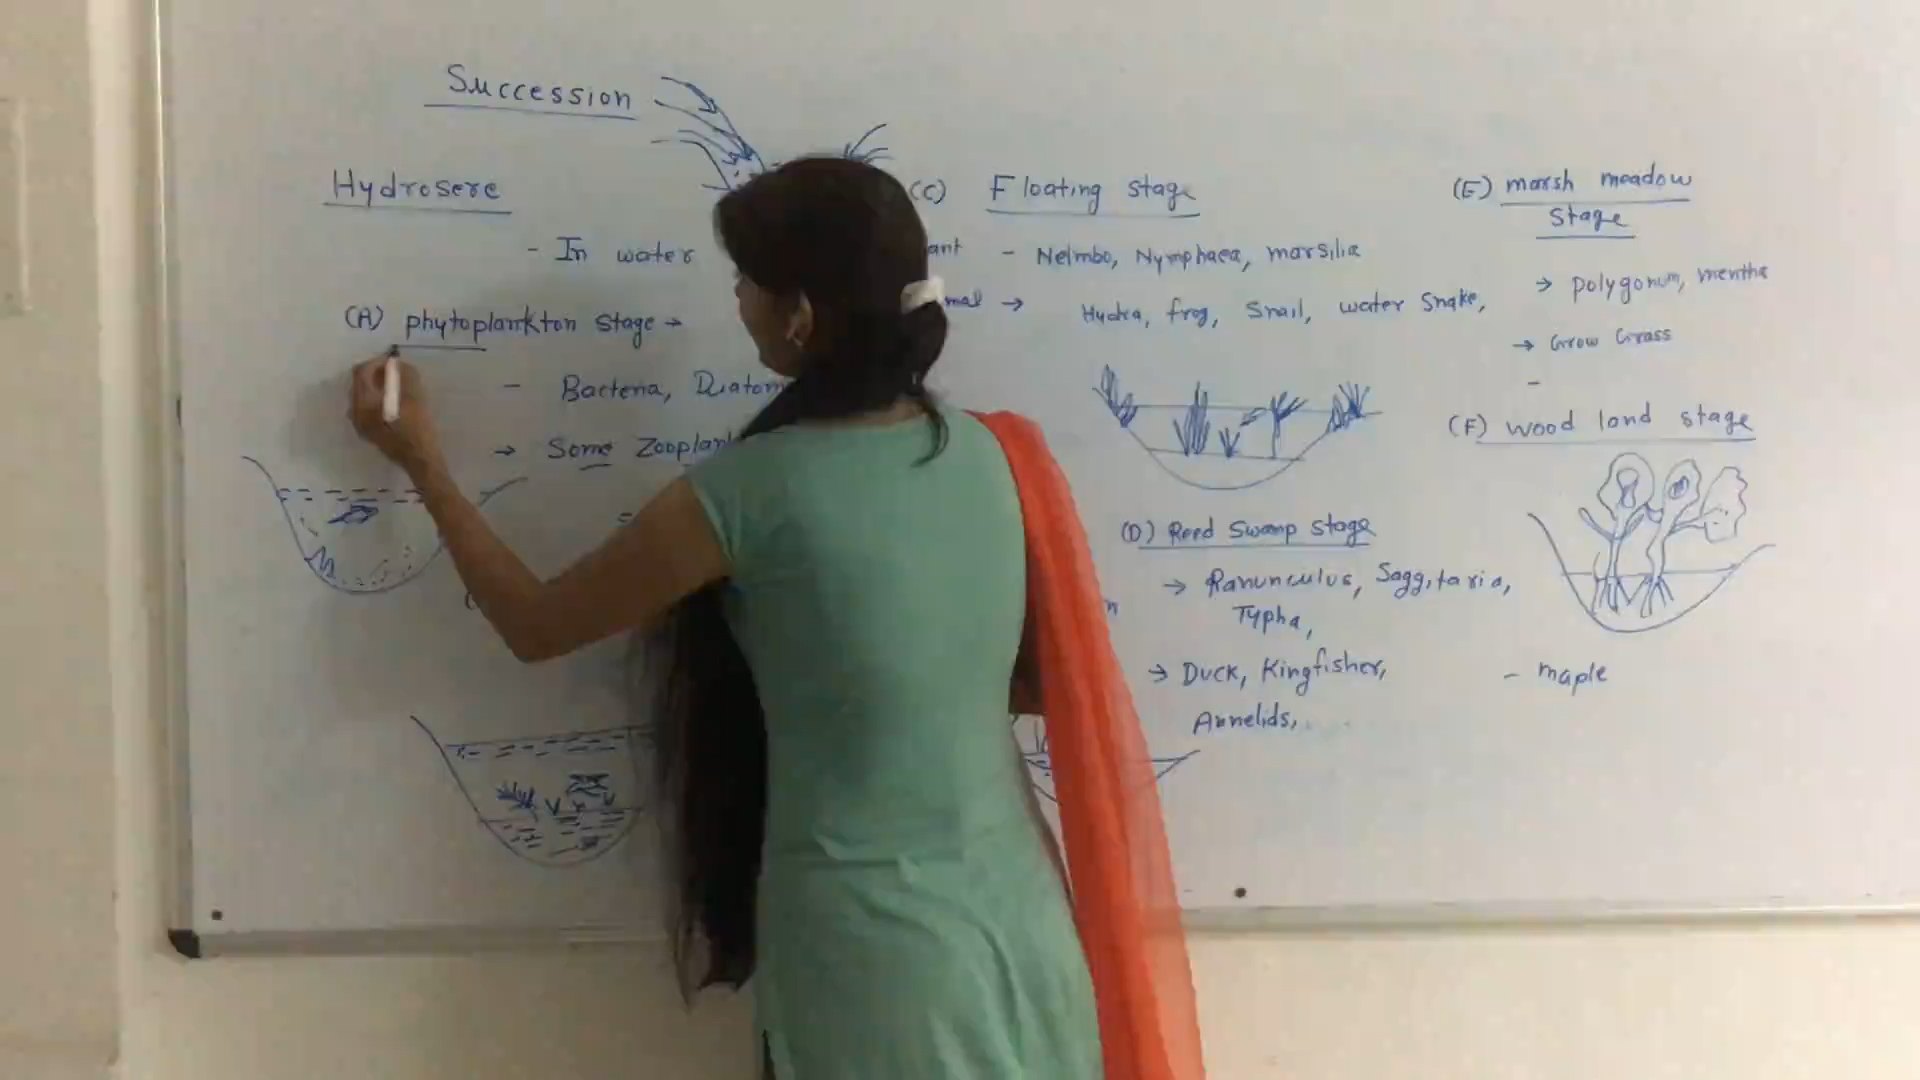 Succession
Hydrosere
- In water
(A) phytoplankton stage →
- Bacteria, Diatom
→ Some Zooplank
(C) Floating stage
ant - Nelmbo, Nymphaea, marsilia
mal → Hydra, frog, Snail, water Snake,
(D) Reed Swamp stage
→ Ranunculus, Saggitaria,
Typha,
→ Duck, Kingfisher,
Annelids,
(E) marsh meadow
stage
→ polygonum, mentha
→ Grow Grass
-
(F) wood land stage
- maple